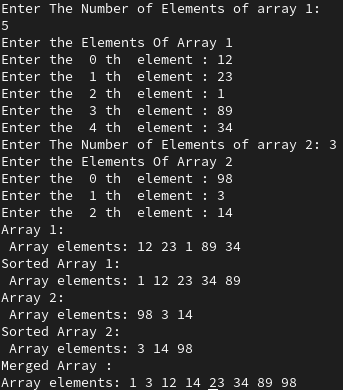 Enter The Number of Elements of array 1:
5
Enter the Elements Of Array 1
Enter the  0 th  element : 12
Enter the  1 th  element : 23
Enter the  2 th  element : 1
Enter the  3 th  element : 89
Enter the  4 th  element : 34
Enter The Number of Elements of array 2: 3
Enter the Elements Of Array 2
Enter the  0 th  element : 98
Enter the  1 th  element : 3
Enter the  2 th  element : 14
Array 1:
 Array elements: 12 23 1 89 34
Sorted Array 1:
 Array elements: 1 12 23 34 89
Array 2:
 Array elements: 98 3 14
Sorted Array 2:
 Array elements: 3 14 98
Merged Array :
Array elements: 1 3 12 14 23 34 89 98